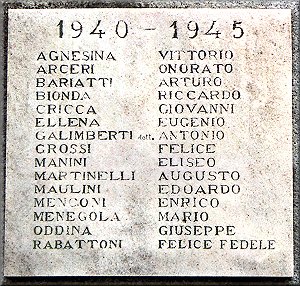 1940 - 1945
AGNESINA VITTORIO
ARCERI ONORATO
BARIATTI ARTURO
BIONDA RICCARDO
CRICCA GIOVANNI
ELLENA EUGENIO
GALIMBERTI dott. ANTONIO
GROSSI FELICE
MANINI ELISEO
MARTINELLI AUGUSTO
MAULINI EDOARDO
MENCONI ENRICO
MENEGOLA MARIO
ODDINA GIUSEPPE
RABATTONI FELICE FEDELE